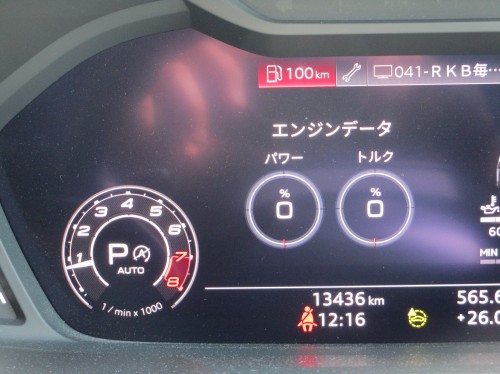 100 km
041-RKB毎…
エンジンデータ
パワー
トルク
%
0
%
0
1 2 3 4 5 6 7 8
P
AUTO
1 / min x 1000
60
MIN
13436 km
565.6
12:16
+26.0